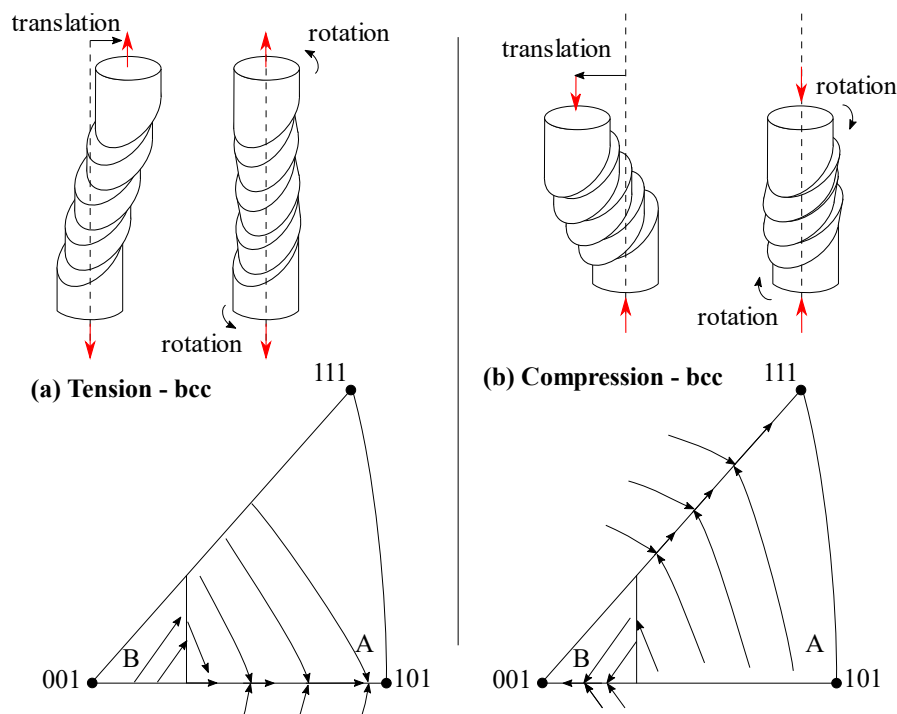 translation
rotation
rotation
(a) Tension - bcc
111
B
A
001
101
translation
rotation
rotation
(b) Compression - bcc
111
B
A
001
101